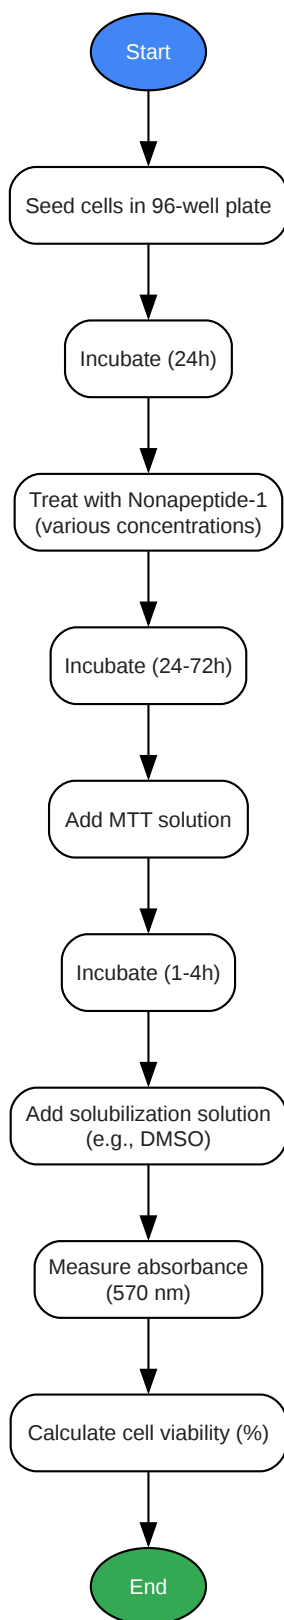 Start
Seed cells in 96-well plate
Incubate (24h)
Treat with Nonapeptide-1
(various concentrations)
Incubate (24-72h)
Add MTT solution
Incubate (1-4h)
Add solubilization solution
(e.g., DMSO)
Measure absorbance
(570 nm)
Calculate cell viability (%)
End